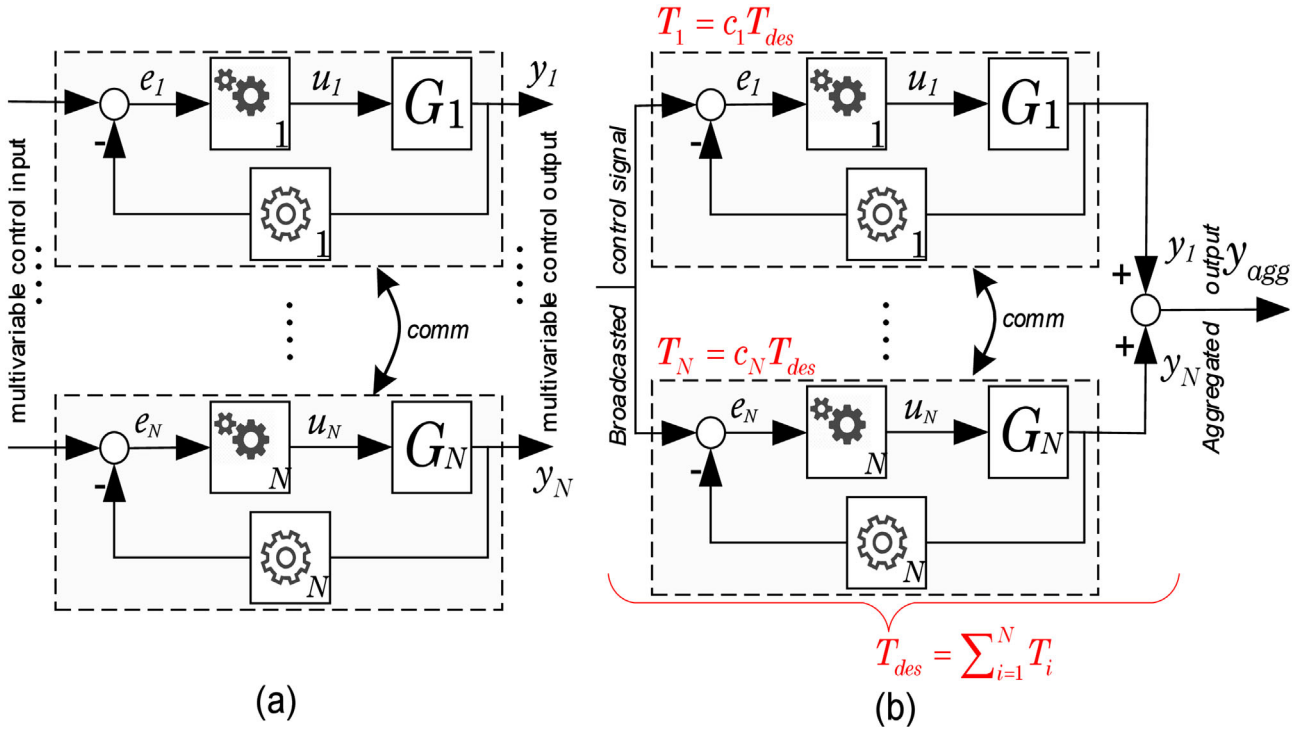 multivariable control input
e1
u1
G1
y1
-
1
1
multivariable control output
comm
eN
uN
GN
yN
-
N
N
(a)
T1 = c1Tdes
Broadcasted control signal
e1
u1
G1
-
1
1
comm
TN = cNTdes
eN
uN
GN
-
N
N
+
y1
+
yN
Aggregated output
yagg
Tdes = ∑i=1N Ti
(b)